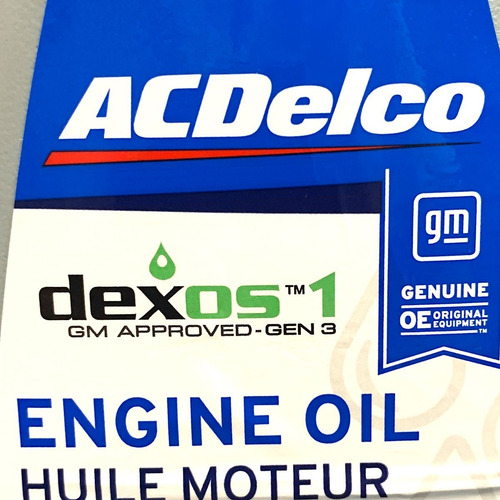 ACDelco
gm
GENUINE
OE ORIGINAL EQUIPMENT™
dexos™1
GM APPROVED-GEN 3
ENGINE OIL
HUILE MOTEUR